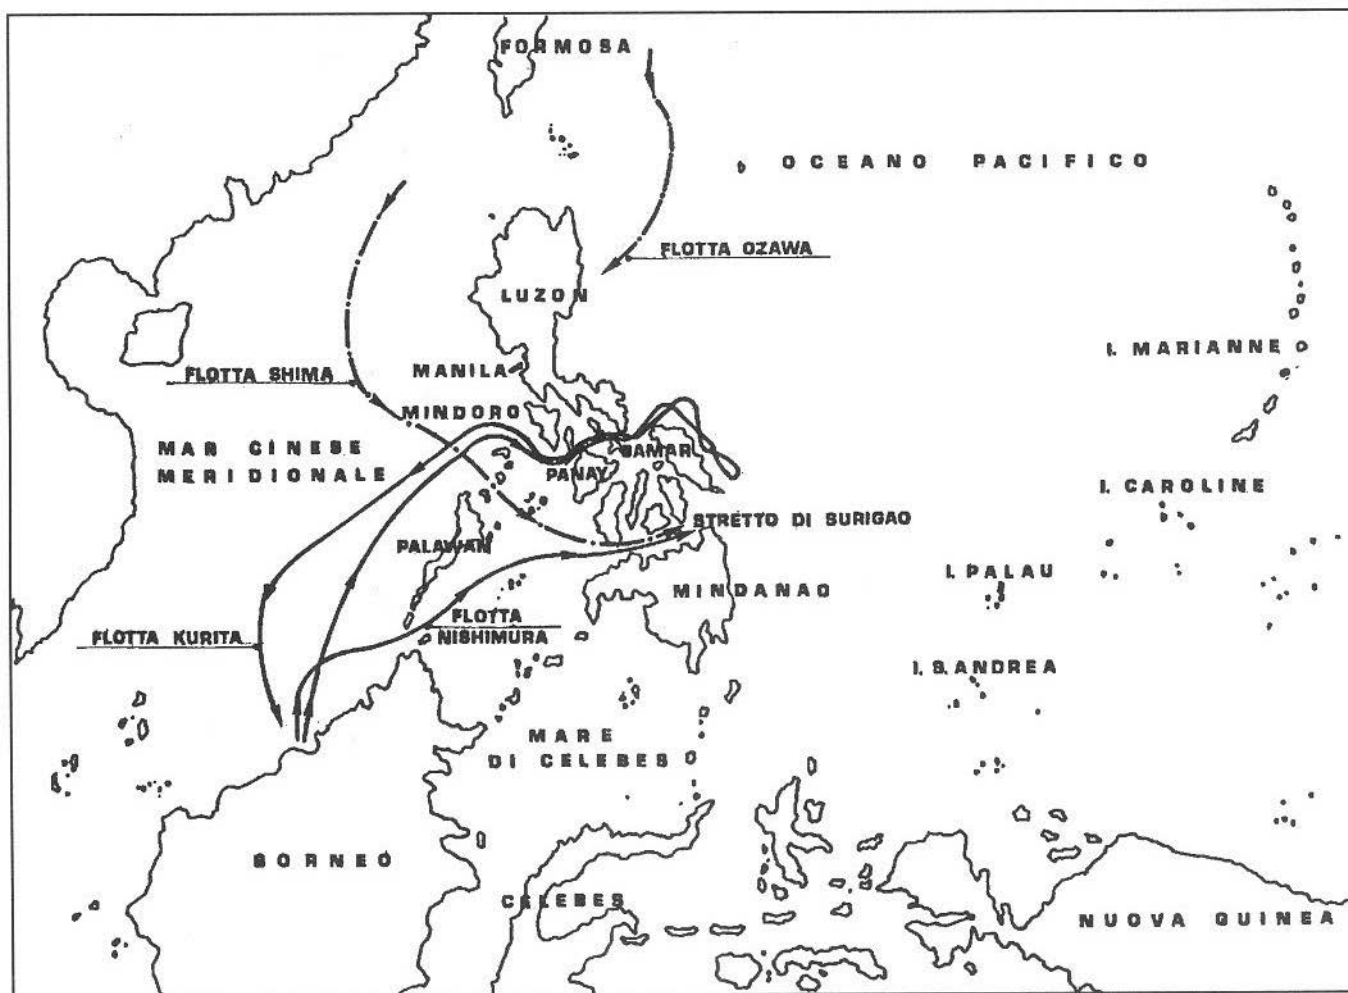 FORMOSA
OCEANO PACIFICO
FLOTTA OZAWA
LUZON
I. MARIANNE
MANILA
FLOTTA SHIMA
MINDORO
MAR CINESE
MERIDIONALE
SAMAR
PANAY
I. CAROLINE
STRETTO DI SURIGAO
PALAWAN
I. PALAU
MINDANAO
FLOTTA
NISHIMURA
FLOTTA KURITA
I. S. ANDREA
MARE
DI CELEBES
BORNEO
CELEBES
NUOVA GUINEA